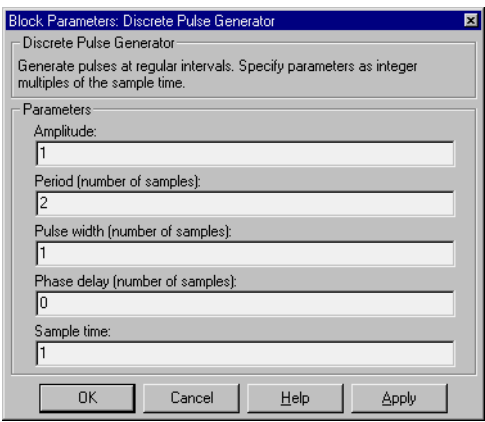 Block Parameters: Discrete Pulse Generator
Discrete Pulse Generator
Generate pulses at regular intervals. Specify parameters as integer
multiples of the sample time.
Parameters
Amplitude:
1
Period (number of samples):
2
Pulse width (number of samples):
1
Phase delay (number of samples):
0
Sample time:
1
OK Cancel Help Apply